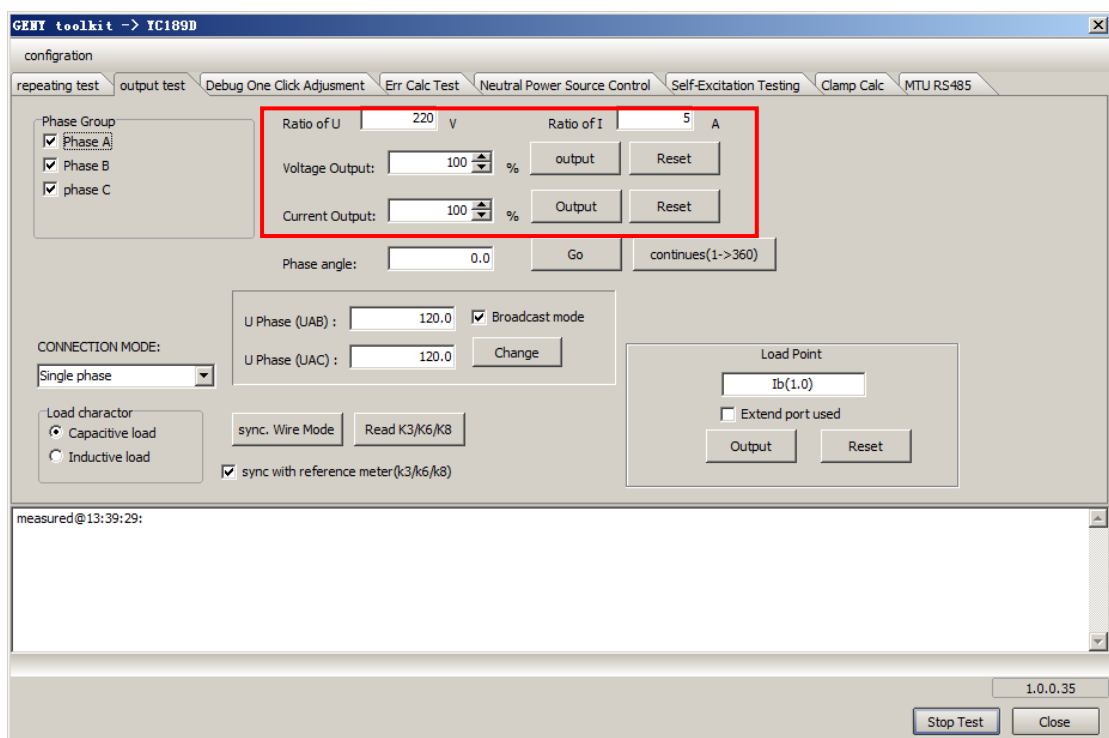 GENY toolkit -> YC189D
configration
repeating test output test Debug One Click Adjusment Err Calc Test Neutral Power Source Control Self-Excitation Testing Clamp Calc MTU RS485
Phase Group
Phase A
Phase B
phase C
Ratio of U 220 V Ratio of I 5 A
Voltage Output: 100 % output Reset
Current Output: 100 % Output Reset
Phase angle: 0.0 Go continues(1->360)
U Phase (UAB) : 120.0 Broadcast mode
U Phase (UAC) : 120.0 Change
CONNECTION MODE:
Single phase
Load charactor
Capacitive load
Inductive load
sync. Wire Mode Read K3/K6/K8
sync with reference meter(k3/k6/k8)
Load Point
Ib(1.0)
Extend port used
Output Reset
measured@13:39:29:
1.0.0.35
Stop Test Close